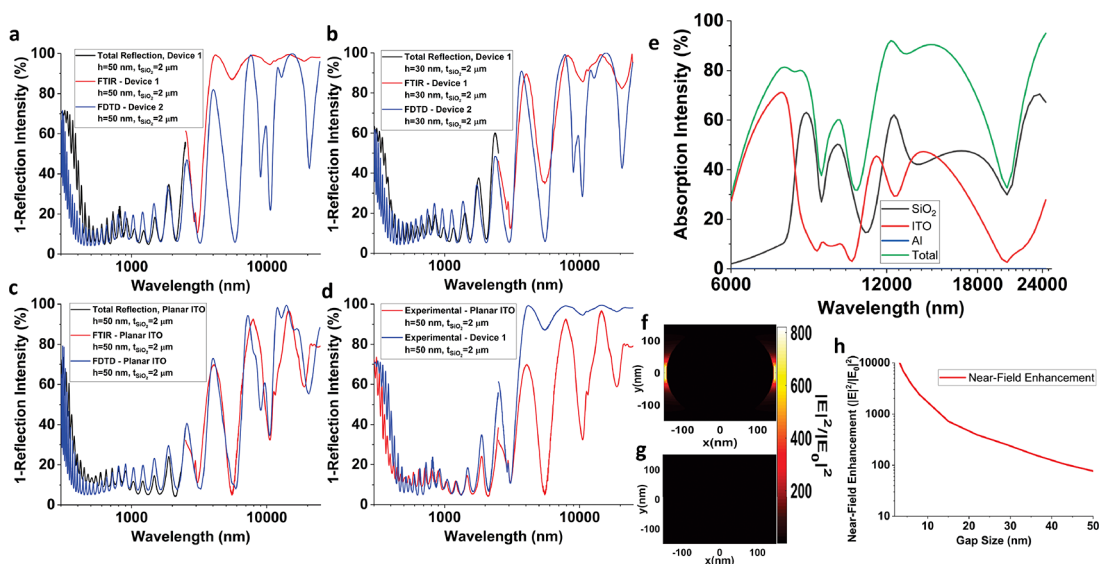 a
1-Reflection Intensity (%)
100
80
60
40
20
0
Total Reflection, Device 1
h=50 nm, tSiO₂=2 μm
FTIR - Device 1
h=50 nm, tSiO₂=2 μm
FDTD - Device 2
h=50 nm, tSiO₂=2 μm
1000
10000
Wavelength (nm)
b
1-Reflection Intensity (%)
100
80
60
40
20
0
Total Reflection, Device 1
h=30 nm, tSiO₂=2 μm
FTIR - Device 1
h=30 nm, tSiO₂=2 μm
FDTD - Device 2
h=30 nm, tSiO₂=2 μm
1000
10000
Wavelength (nm)
e
Absorption Intensity (%)
100
80
60
40
20
0
SiO₂
ITO
Al
Total
6000
12000
18000
24000
Wavelength (nm)
c
1-Reflection Intensity (%)
100
80
60
40
20
0
Total Reflection, Planar ITO
h=50 nm, tSiO₂=2 μm
FTIR - Planar ITO
h=50 nm, tSiO₂=2 μm
FDTD - Planar ITO
h=50 nm, tSiO₂=2 μm
1000
10000
Wavelength (nm)
d
1-Reflection Intensity (%)
100
80
60
40
20
0
Experimental - Planar ITO
h=50 nm, tSiO₂=2 μm
Experimental - Device 1
h=50 nm, tSiO₂=2 μm
1000
10000
Wavelength (nm)
f
y(nm)
100
0
-100
-100
0
100
x(nm)
g
y(nm)
100
0
-100
-100
0
100
x(nm)
800
600
400
200
|E|²/|E₀|²
h
Near-Field Enhancement (|E|²/|E₀|²)
10000
1000
100
10
Near-Field Enhancement
10
20
30
40
50
Gap Size (nm)